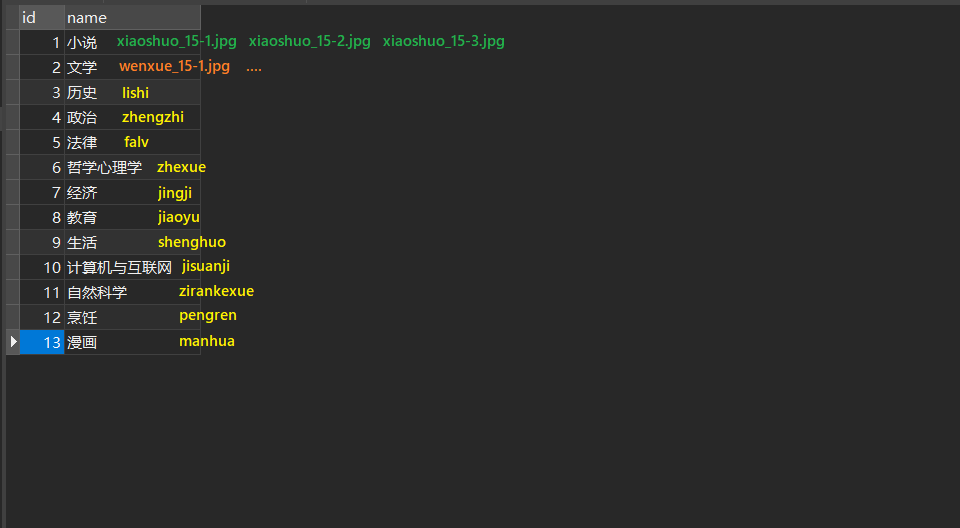 id name
1 小说 xiaoshuo_15-1.jpg xiaoshuo_15-2.jpg xiaoshuo_15-3.jpg
2 文学 wenxue_15-1.jpg ....
3 历史 lishi
4 政治 zhengzhi
5 法律 falv
6 哲学心理学 zhexue
7 经济 jingji
8 教育 jiaoyu
9 生活 shenghuo
10 计算机与互联网 jisuanji
11 自然科学 zirankexue
12 烹饪 pengren
13 漫画 manhua